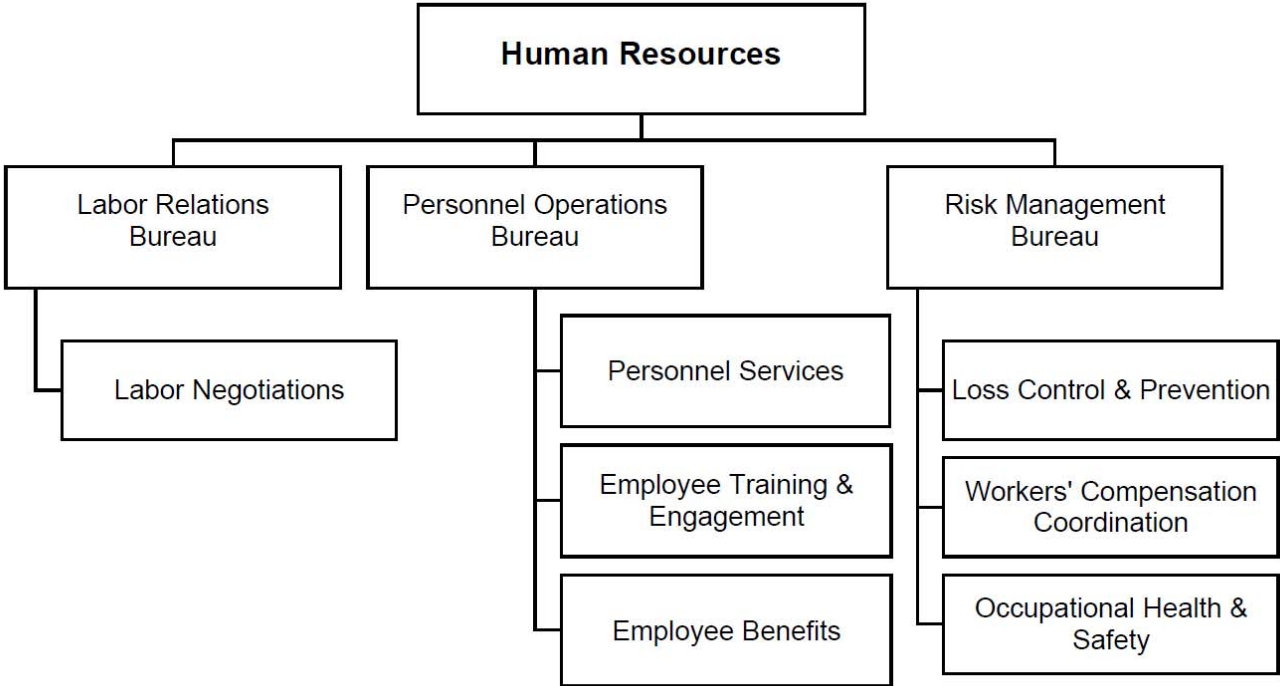 Human Resources
Labor Relations
Bureau
Personnel Operations
Bureau
Risk Management
Bureau
Labor Negotiations
Personnel Services
Employee Training &
Engagement
Employee Benefits
Loss Control & Prevention
Workers' Compensation
Coordination
Occupational Health &
Safety